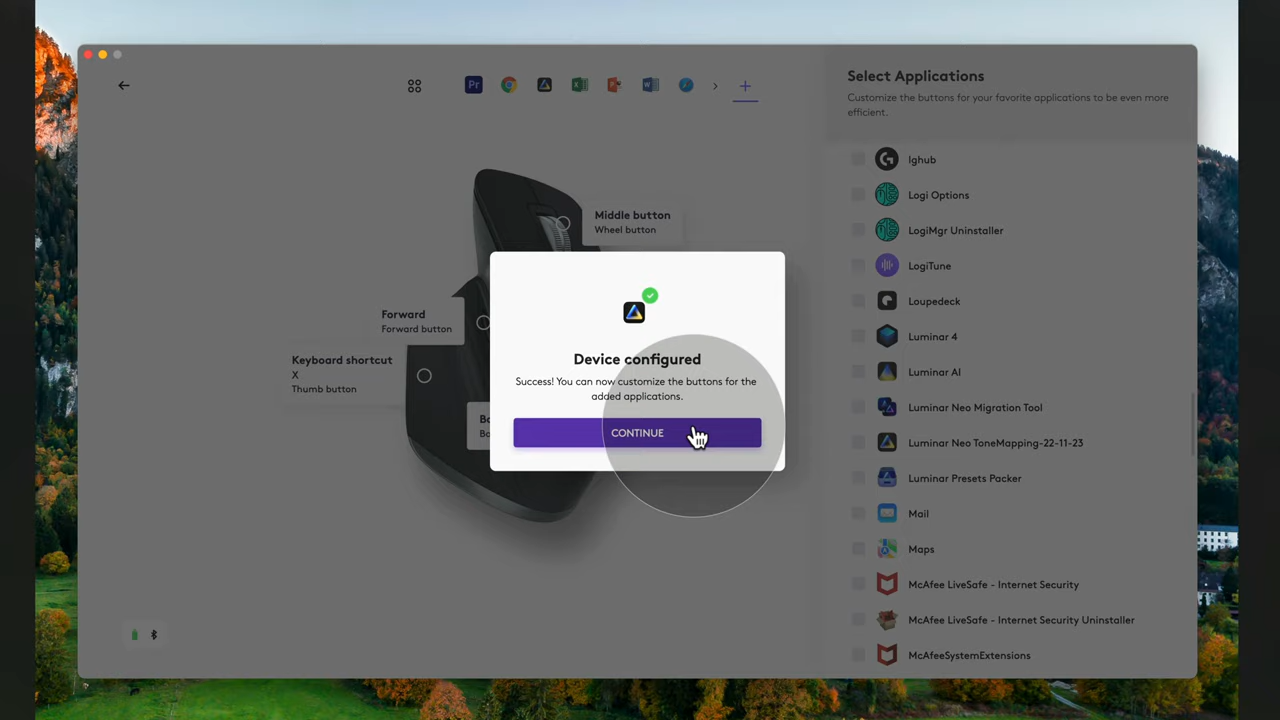 Pr
Select Applications
Customize the buttons for your favorite applications to be even more
efficient.
Middle button
Wheel button
Forward
Forward button
Keyboard shortcut
X
Thumb button
Device configured
Success! You can now customize the buttons for the
added applications.
CONTINUE
lghub
Logi Options
LogiMgr Uninstaller
LogiTune
Loupedeck
Luminar 4
Luminar AI
Luminar Neo Migration Tool
Luminar Neo ToneMapping-22-11-23
Luminar Presets Packer
Mail
Maps
McAfee LiveSafe - Internet Security
McAfee LiveSafe - Internet Security Uninstaller
McAfeeSystemExtensions